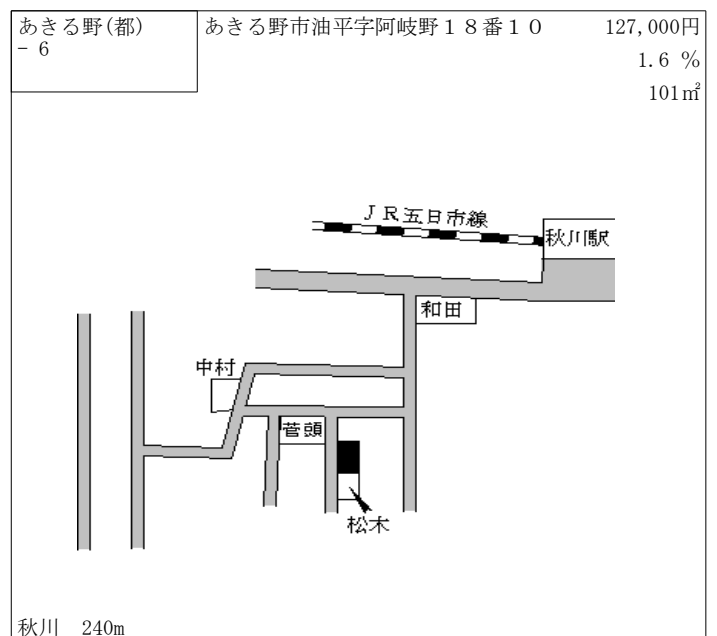 あきる野(都)
- 6
あきる野市油平字阿岐野１８番１０
127,000円
1.6 %
101㎡
ＪＲ五日市線
秋川駅
和田
中村
菅頭
松木
秋川　240m